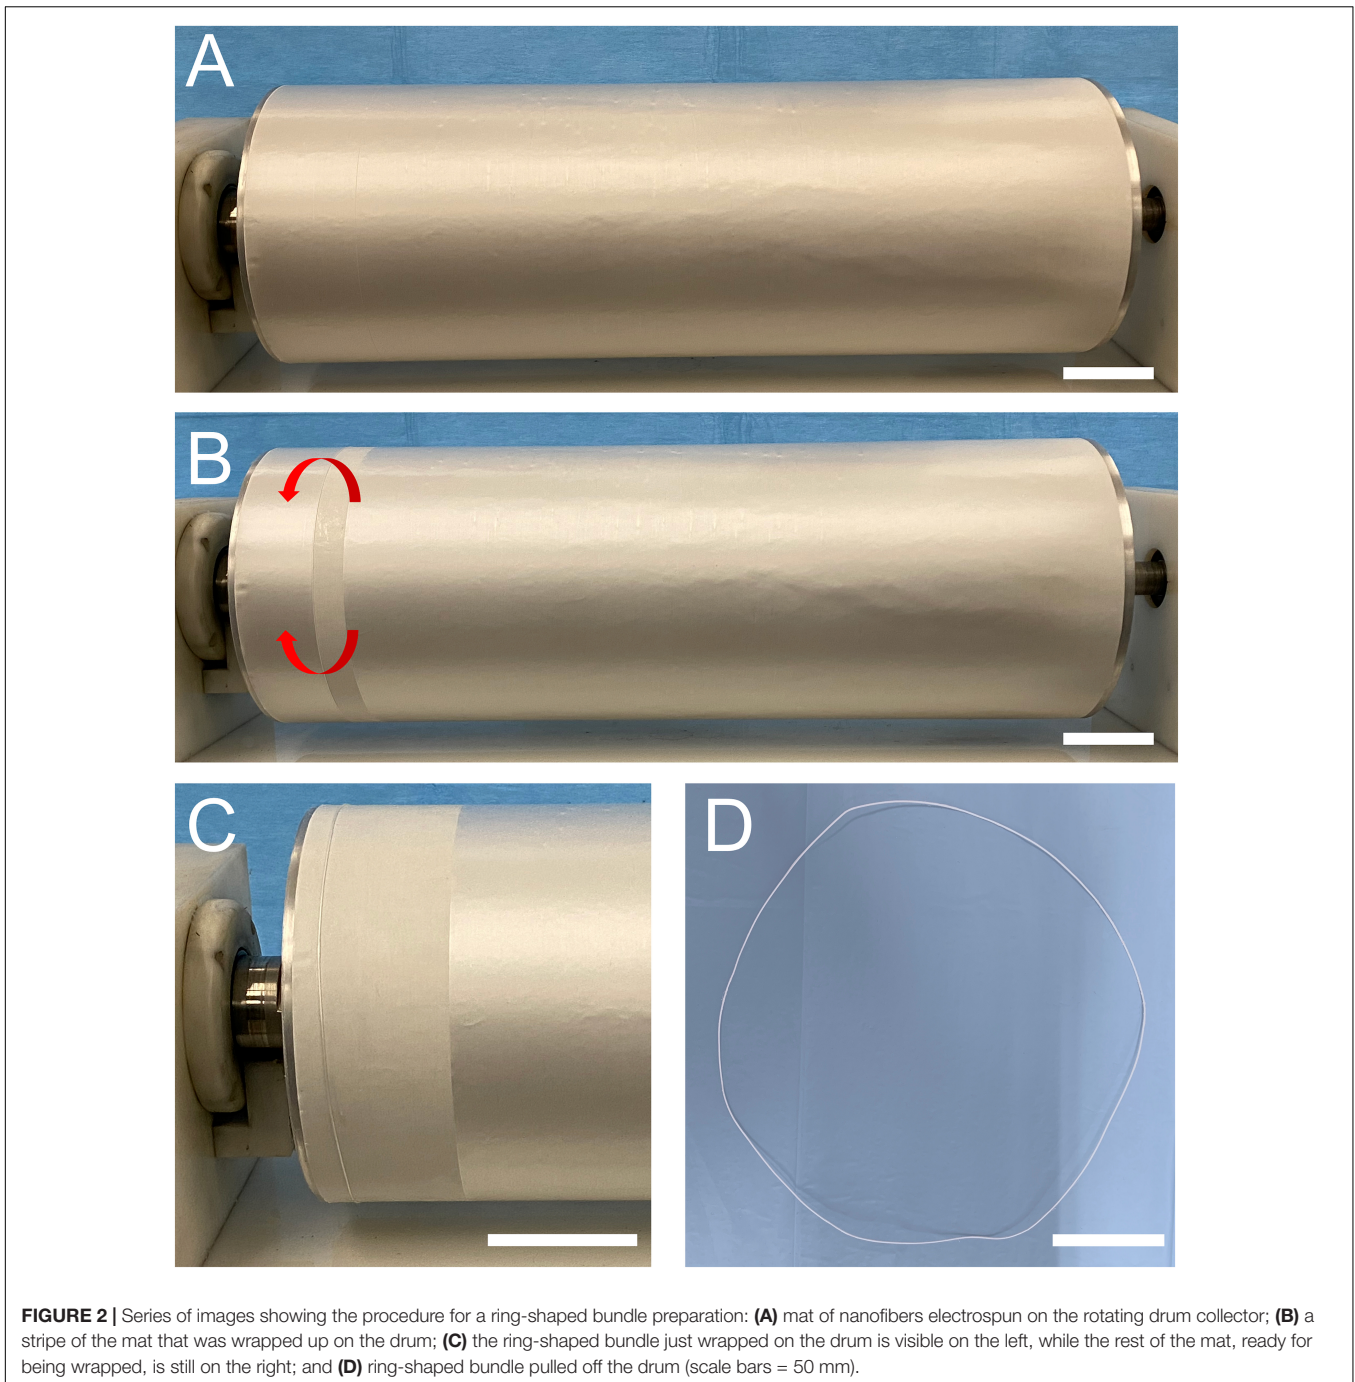 A
B
C
D
FIGURE 2 | Series of images showing the procedure for a ring-shaped bundle preparation: (A) mat of nanofibers electrospun on the rotating drum collector; (B) a
stripe of the mat that was wrapped up on the drum; (C) the ring-shaped bundle just wrapped on the drum is visible on the left, while the rest of the mat, ready for
being wrapped, is still on the right; and (D) ring-shaped bundle pulled off the drum (scale bars = 50 mm).